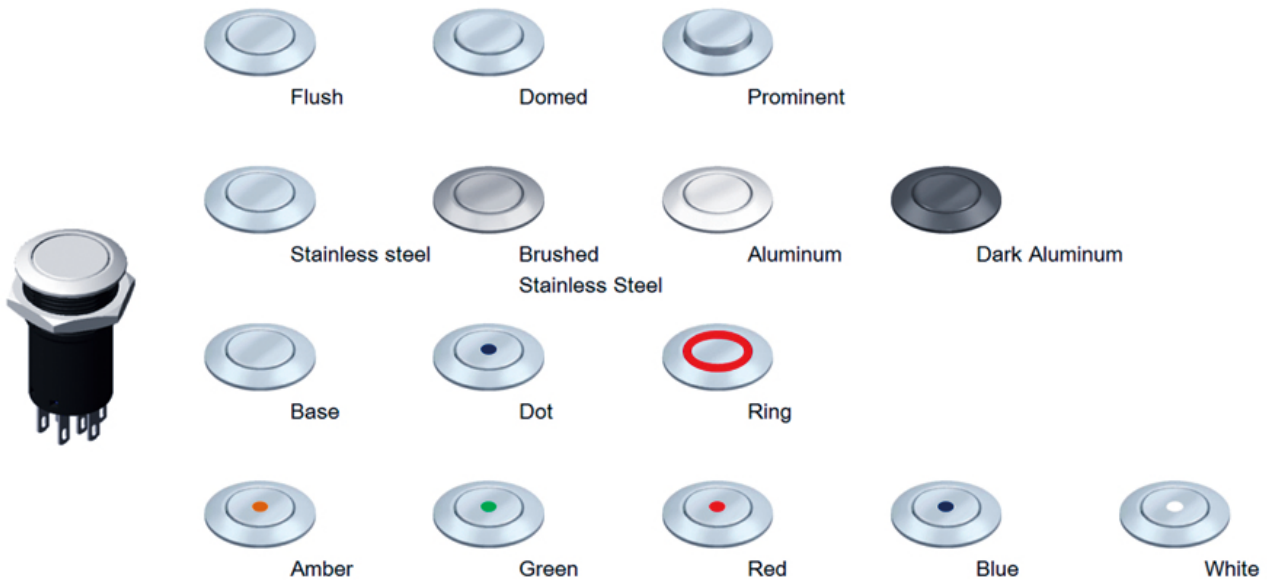 Flush
Domed
Prominent
Stainless steel
Brushed
Stainless Steel
Aluminum
Dark Aluminum
Base
Dot
Ring
Amber
Green
Red
Blue
White